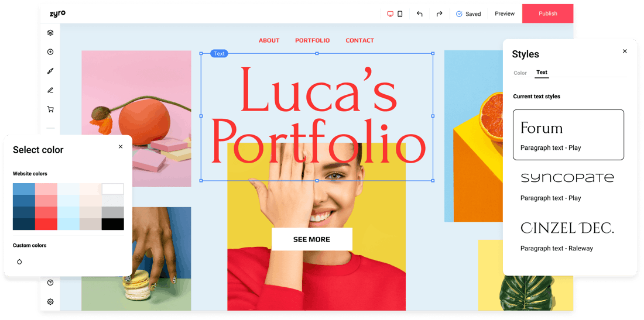 zyro
Saved
Preview
Publish
ABOUT
PORTFOLIO
CONTACT
Text
Luca's
Portfolio
SEE MORE
Select color
Website colors
Custom colors
Styles
Color
Text
Current text styles
Forum
Paragraph text - Play
syncopate
Paragraph text - Play
CINZEL DEC.
Paragraph text - Raleway